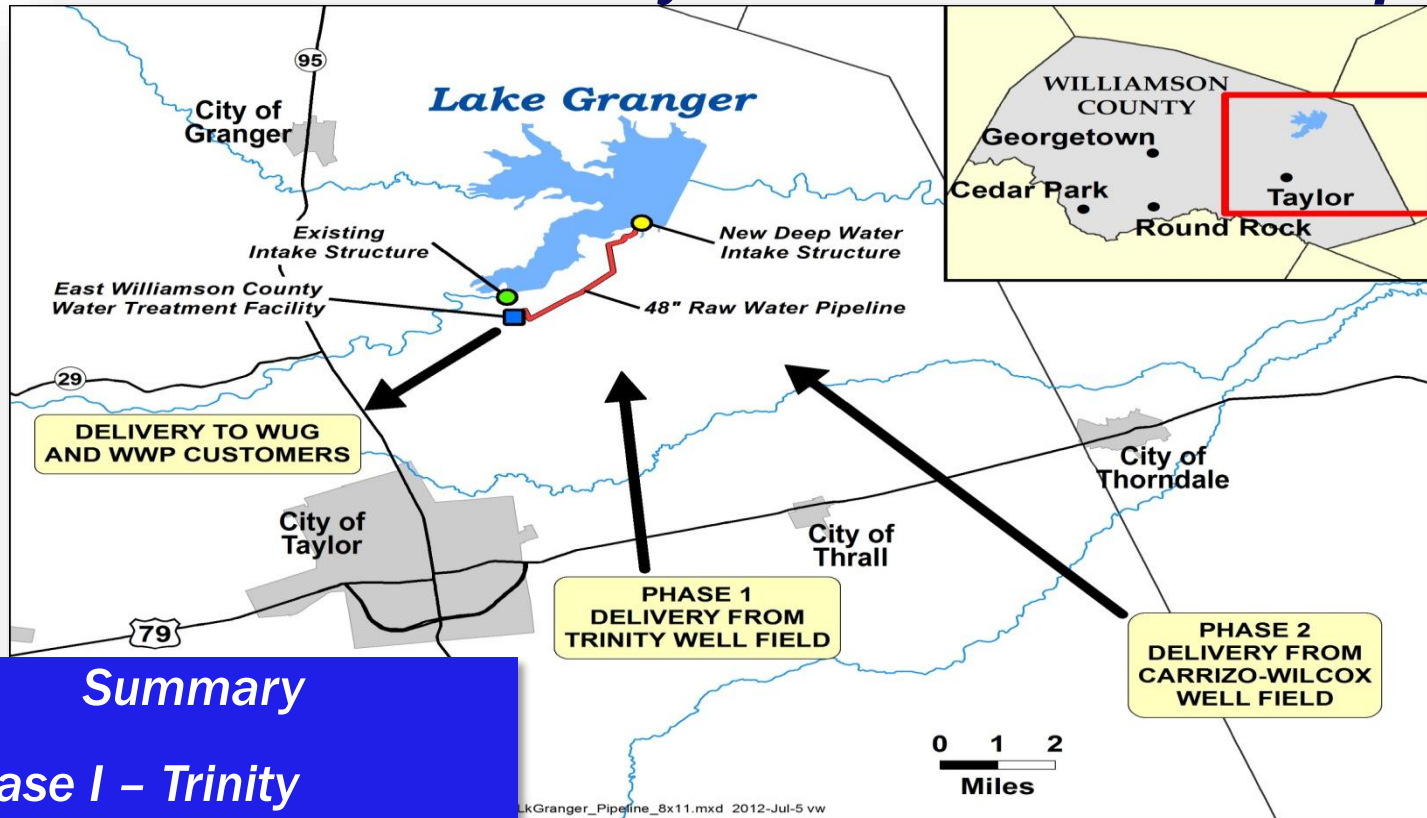 95
City of
Granger
Lake Granger
WILLIAMSON
COUNTY
Georgetown
Cedar Park
Taylor
Round Rock
Existing
Intake Structure
New Deep Water
Intake Structure
East Williamson County
Water Treatment Facility
48" Raw Water Pipeline
29
DELIVERY TO WUG
AND WWP CUSTOMERS
City of
Thorndale
City of
Taylor
City of
Thrall
PHASE 1
DELIVERY FROM
TRINITY WELL FIELD
79
PHASE 2
DELIVERY FROM
CARRIZO-WILCOX
WELL FIELD
Summary
ase I – Trinity
0 1 2
Miles
LkGranger_Pipeline_8x11.mxd 2012-Jul-5 vw